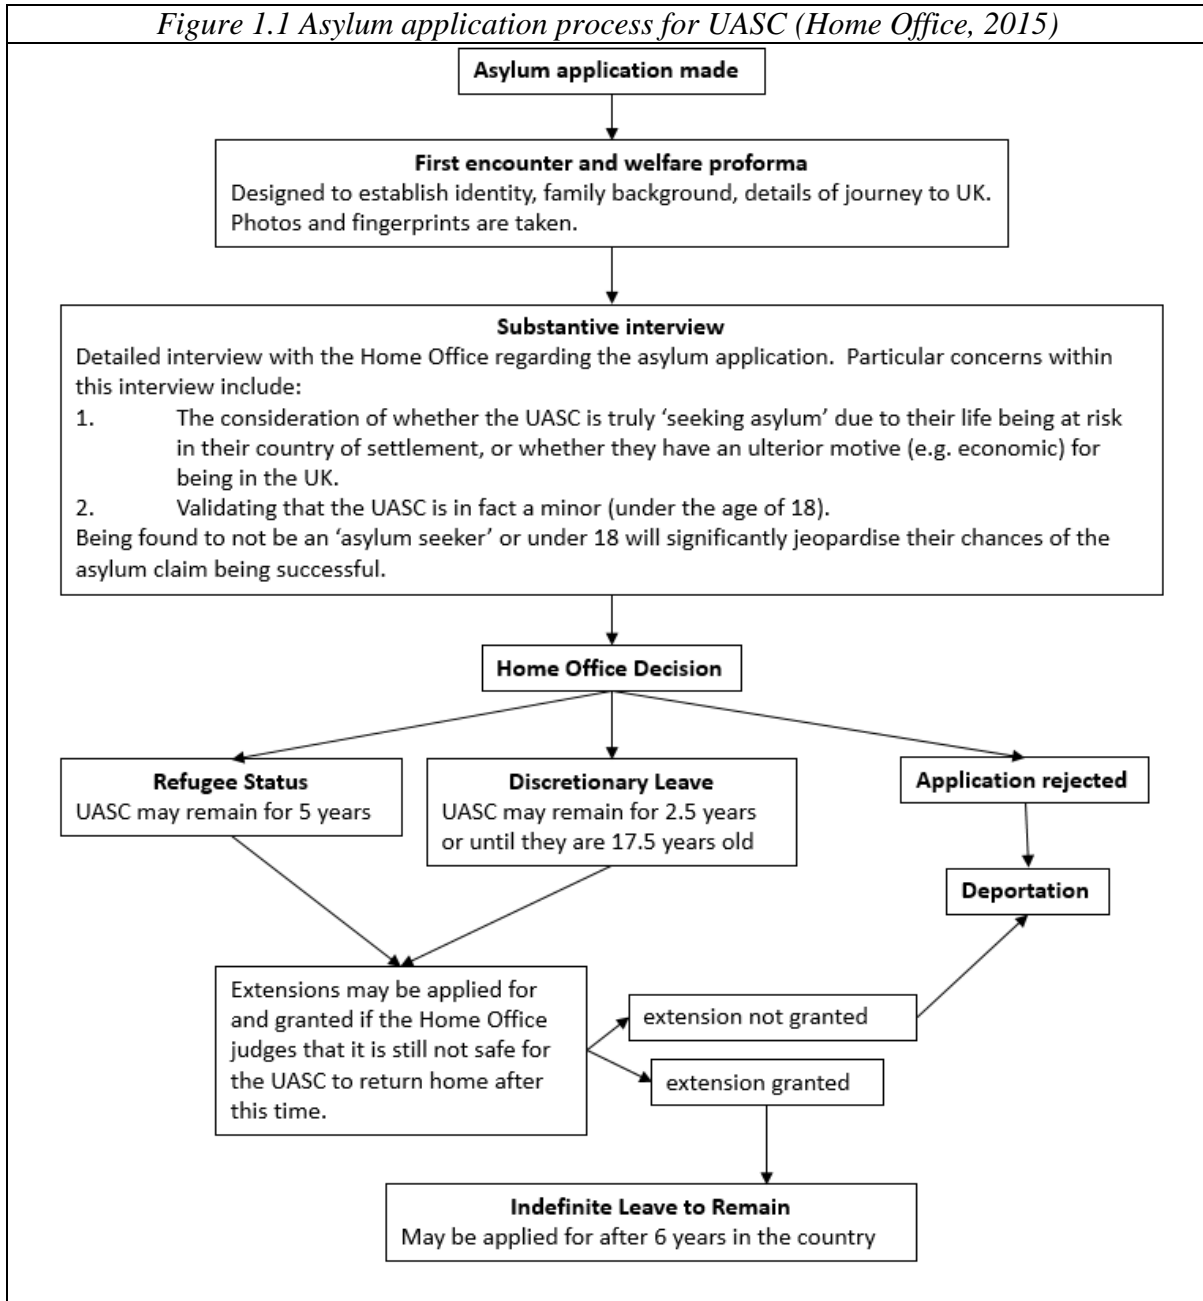 Figure 1.1 Asylum application process for UASC (Home Office, 2015)
Asylum application made
First encounter and welfare proforma
Designed to establish identity, family background, details of journey to UK.
Photos and fingerprints are taken.
Substantive interview
Detailed interview with the Home Office regarding the asylum application.  Particular concerns within
this interview include:
1. The consideration of whether the UASC is truly ‘seeking asylum’ due to their life being at risk
in their country of settlement, or whether they have an ulterior motive (e.g. economic) for
being in the UK.
2. Validating that the UASC is in fact a minor (under the age of 18).
Being found to not be an ‘asylum seeker’ or under 18 will significantly jeopardise their chances of the
asylum claim being successful.
Home Office Decision
Refugee Status
UASC may remain for 5 years
Discretionary Leave
UASC may remain for 2.5 years
or until they are 17.5 years old
Application rejected
Deportation
Extensions may be applied for
and granted if the Home Office
judges that it is still not safe for
the UASC to return home after
this time.
extension not granted
extension granted
Indefinite Leave to Remain
May be applied for after 6 years in the country